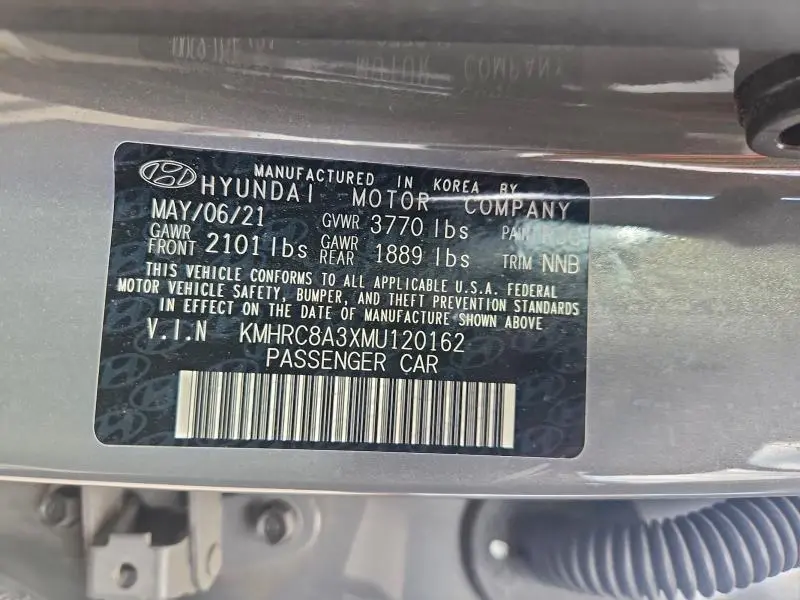 MANUFACTURED IN KOREA BY
HYUNDAI MOTOR COMPANY
MAY/06/21 GVWR 3770 lbs PAINT
GAWR FRONT 2101 lbs GAWR REAR 1889 lbs TRIM NNB
THIS VEHICLE CONFORMS TO ALL APPLICABLE U.S.A. FEDERAL
MOTOR VEHICLE SAFETY, BUMPER, AND THEFT PREVENTION STANDARDS
IN EFFECT ON THE DATE OF MANUFACTURE SHOWN ABOVE
V.I.N KMHRC8A3XMU120162
PASSENGER CAR